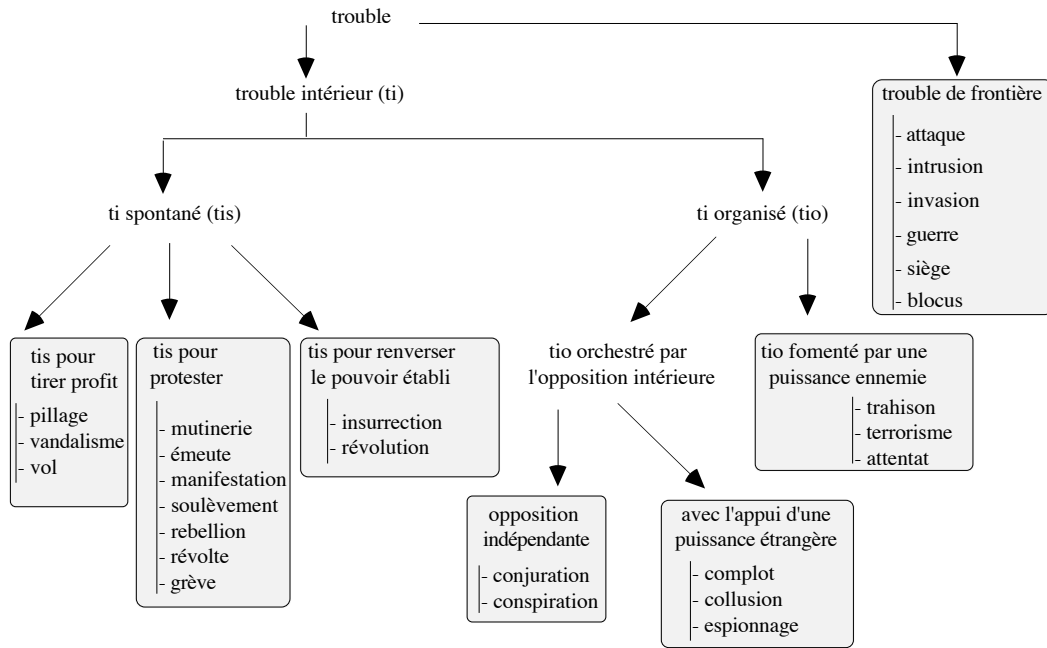 trouble
trouble intérieur (ti)
trouble de frontière
- attaque
- intrusion
- invasion
- guerre
- siège
- blocus
ti spontané (tis)
ti organisé (tio)
tis pour
tirer profit
- pillage
- vandalisme
- vol
tis pour
protester
- mutinerie
- émeute
- manifestation
- soulèvement
- rebellion
- révolte
- grève
tis pour renverser
le pouvoir établi
- insurrection
- révolution
tio orchestré par
l'opposition intérieure
tio fomenté par une
puissance ennemie
- trahison
- terrorisme
- attentat
opposition
indépendante
- conjuration
- conspiration
avec l'appui d'une
puissance étrangère
- complot
- collusion
- espionnage